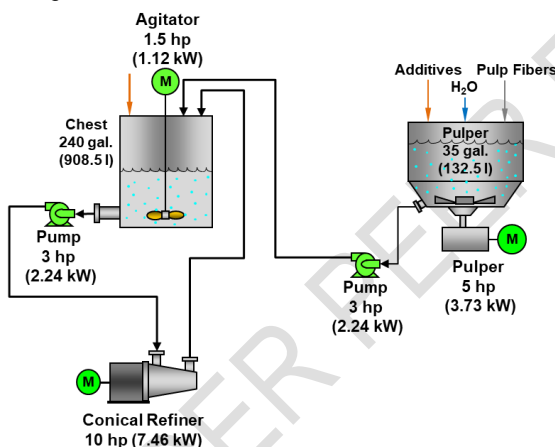 Agitator
1.5 hp
(1.12 kW)
M
Chest
240 gal.
(908.5 l)
Additives
Pulp Fibers
H₂O
Pulper
35 gal.
(132.5 l)
Pump
3 hp
(2.24 kW)
M
Pulper
5 hp
(3.73 kW)
Pump
3 hp
(2.24 kW)
M
Conical Refiner
10 hp (7.46 kW)